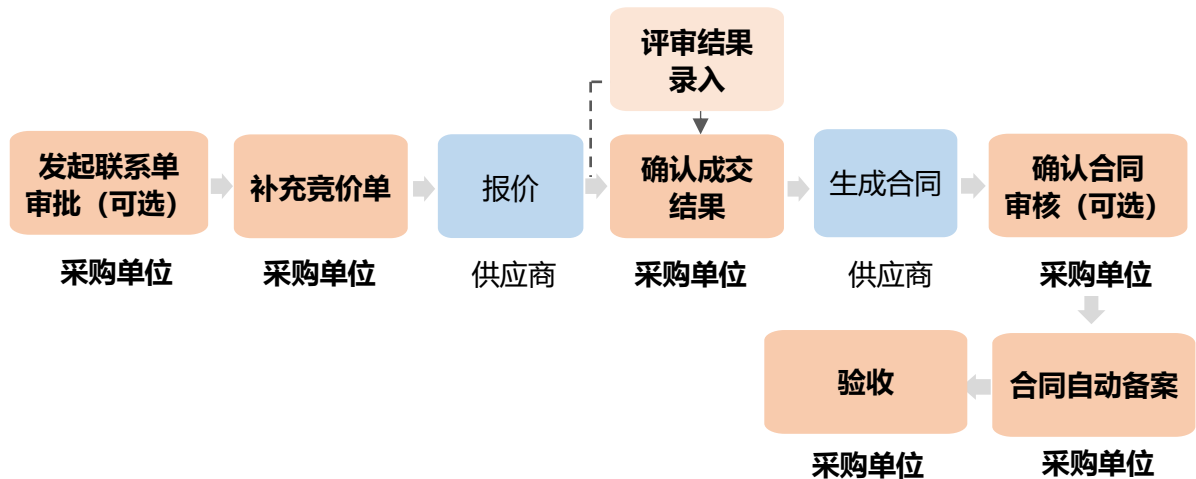 评审结果
录入
发起联系单
审批（可选）
补充竞价单
报价
确认成交
结果
生成合同
确认合同
审核（可选）
采购单位
采购单位
供应商
采购单位
供应商
采购单位
验收
合同自动备案
采购单位
采购单位